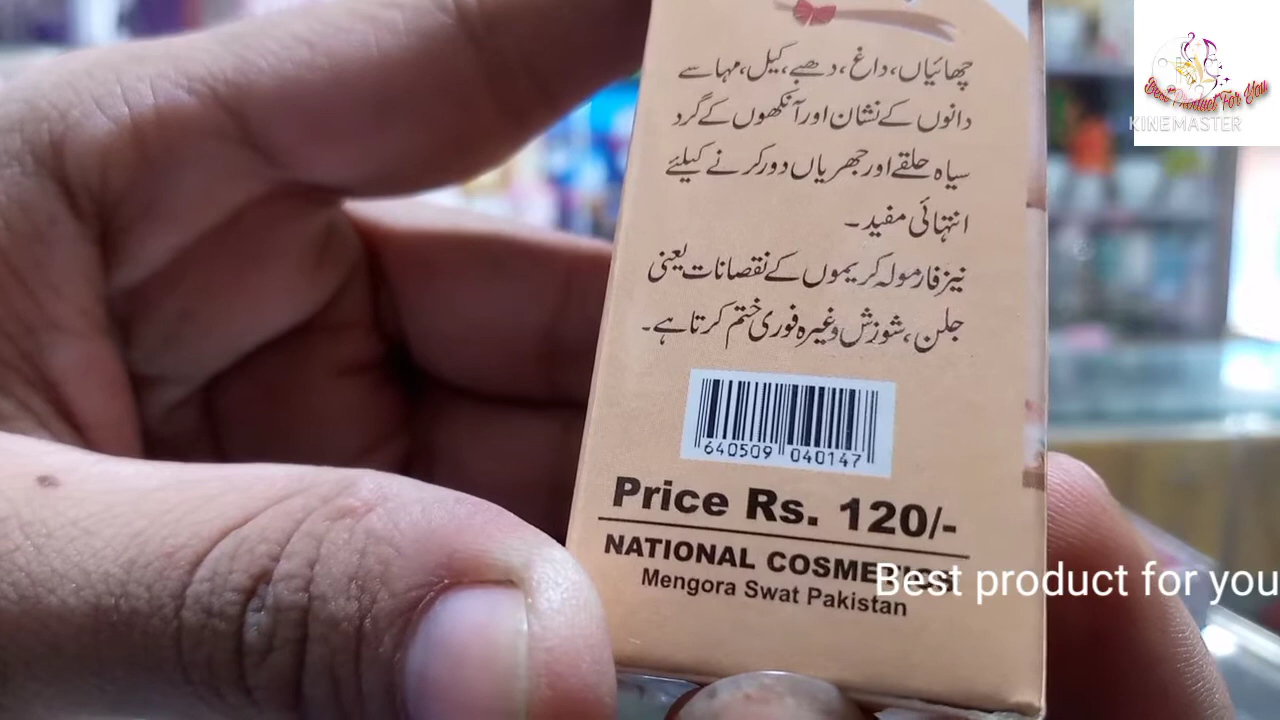 چھائیاں، داغ، دھبے، کیل، مہاسے
دانوں کے نشان اور آنکھوں کے گرد
سیاہ حلقے اور جھریاں دور کرنے کیلئے
انتہائی مفید۔
نیز فارمولہ کریموں کے نقصانات یعنی
جلن، شوزش وغیرہ فوری ختم کرتا ہے۔
640509 040147
Price Rs. 120/-
NATIONAL COSMETICS
Mengora Swat Pakistan
Best product for you
Best Product For You
KINEMASTER